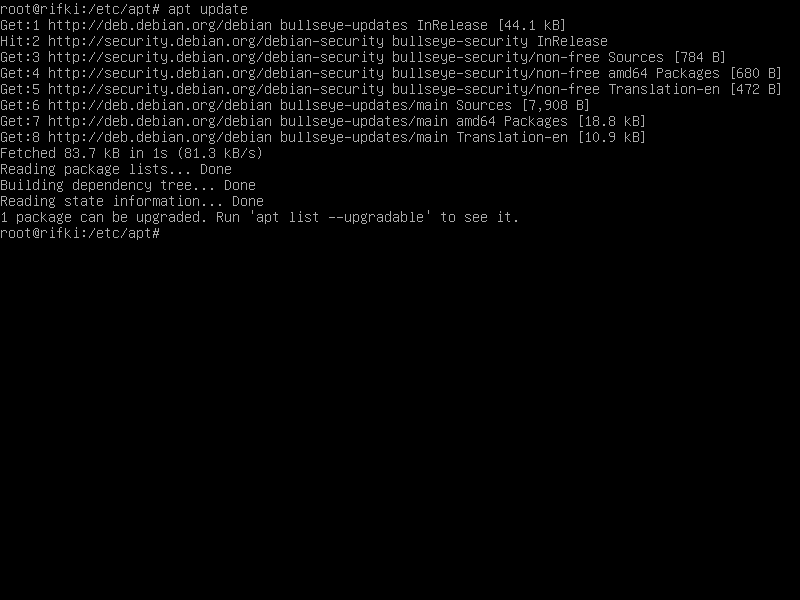 root@rifki:/etc/apt# apt update
Get:1 http://deb.debian.org/debian bullseye-updates InRelease [44.1 kB]
Hit:2 http://security.debian.org/debian-security bullseye-security InRelease
Get:3 http://security.debian.org/debian-security bullseye-security/non-free Sources [784 B]
Get:4 http://security.debian.org/debian-security bullseye-security/non-free amd64 Packages [680 B]
Get:5 http://security.debian.org/debian-security bullseye-security/non-free Translation-en [472 B]
Get:6 http://deb.debian.org/debian bullseye-updates/main Sources [7,908 B]
Get:7 http://deb.debian.org/debian bullseye-updates/main amd64 Packages [18.8 kB]
Get:8 http://deb.debian.org/debian bullseye-updates/main Translation-en [10.9 kB]
Fetched 83.7 kB in 1s (81.3 kB/s)
Reading package lists... Done
Building dependency tree... Done
Reading state information... Done
1 package can be upgraded. Run 'apt list --upgradable' to see it.
root@rifki:/etc/apt#